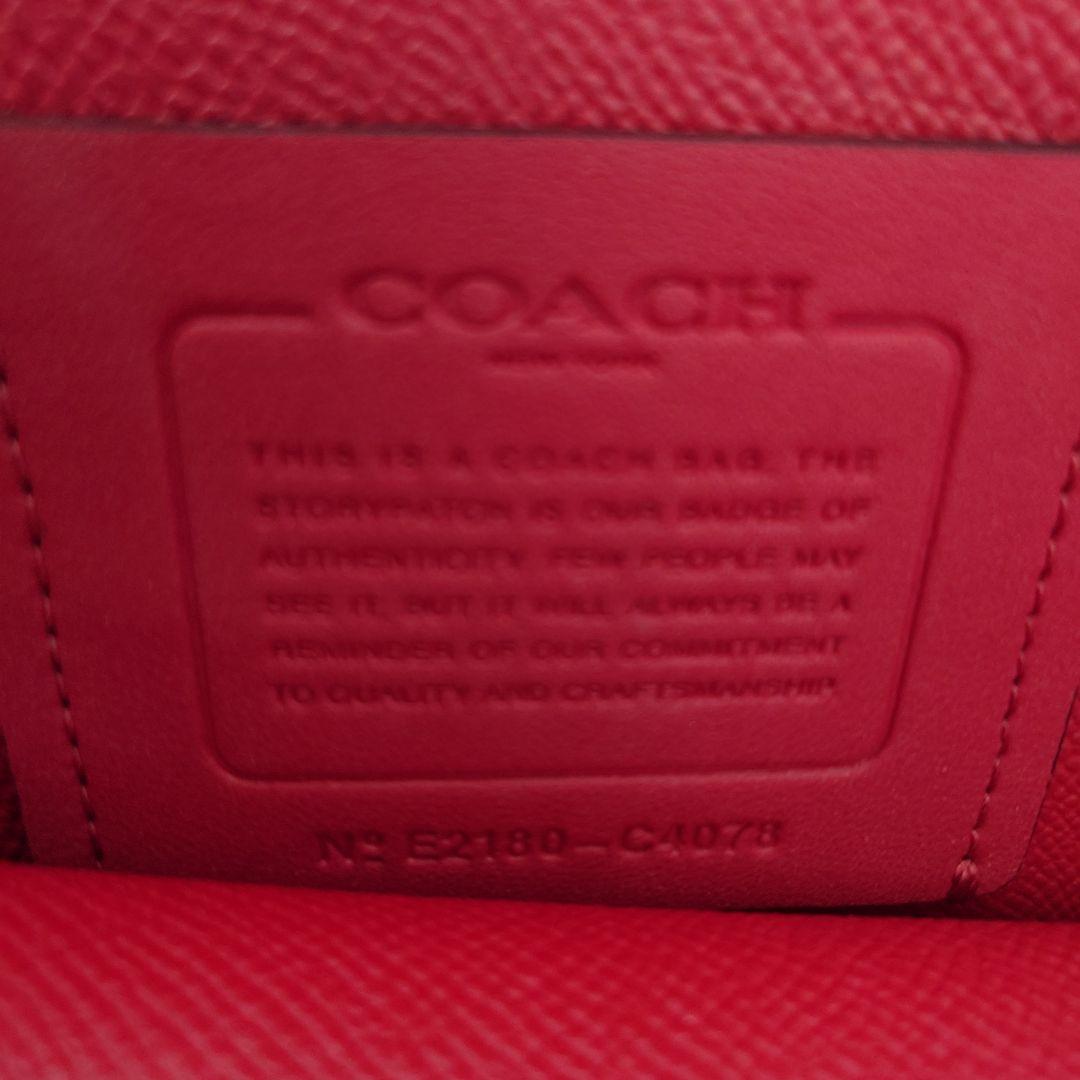 COACH
NEW YORK
THIS IS A COACH BAG. THE
STORYPATCH IS OUR BADGE OF
AUTHENTICITY. FEW PEOPLE MAY
SEE IT, BUT IT WILL ALWAYS BE A
REMINDER OF OUR COMMITMENT
TO QUALITY AND CRAFTSMANSHIP.
Nº E2180-C4078